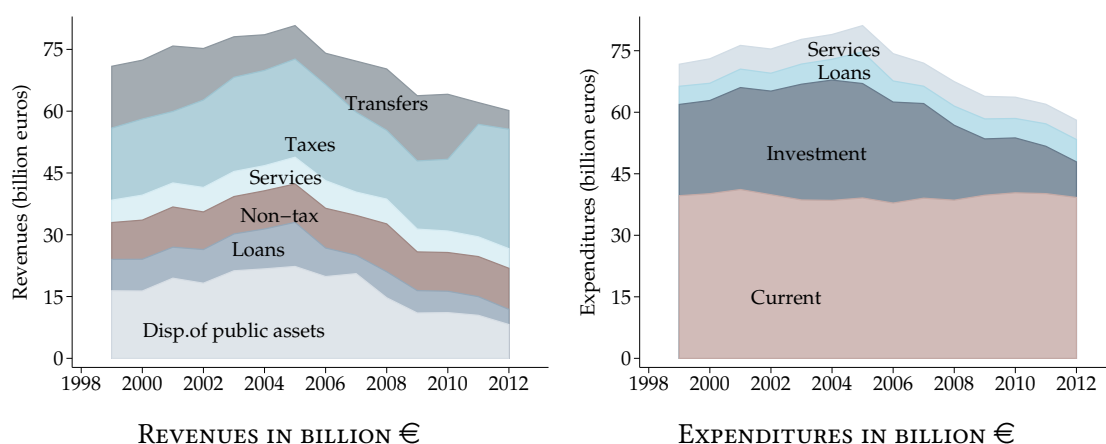 75
60
45
30
15
0
Revenues (billion euros)
Transfers
Taxes
Services
Non−tax
Loans
Disp.of public assets
1998 2000 2002 2004 2006 2008 2010 2012
Revenues in billion €
75
60
45
30
15
0
Expenditures (billion euros)
Services
Loans
Investment
Current
1998 2000 2002 2004 2006 2008 2010 2012
Expenditures in billion €